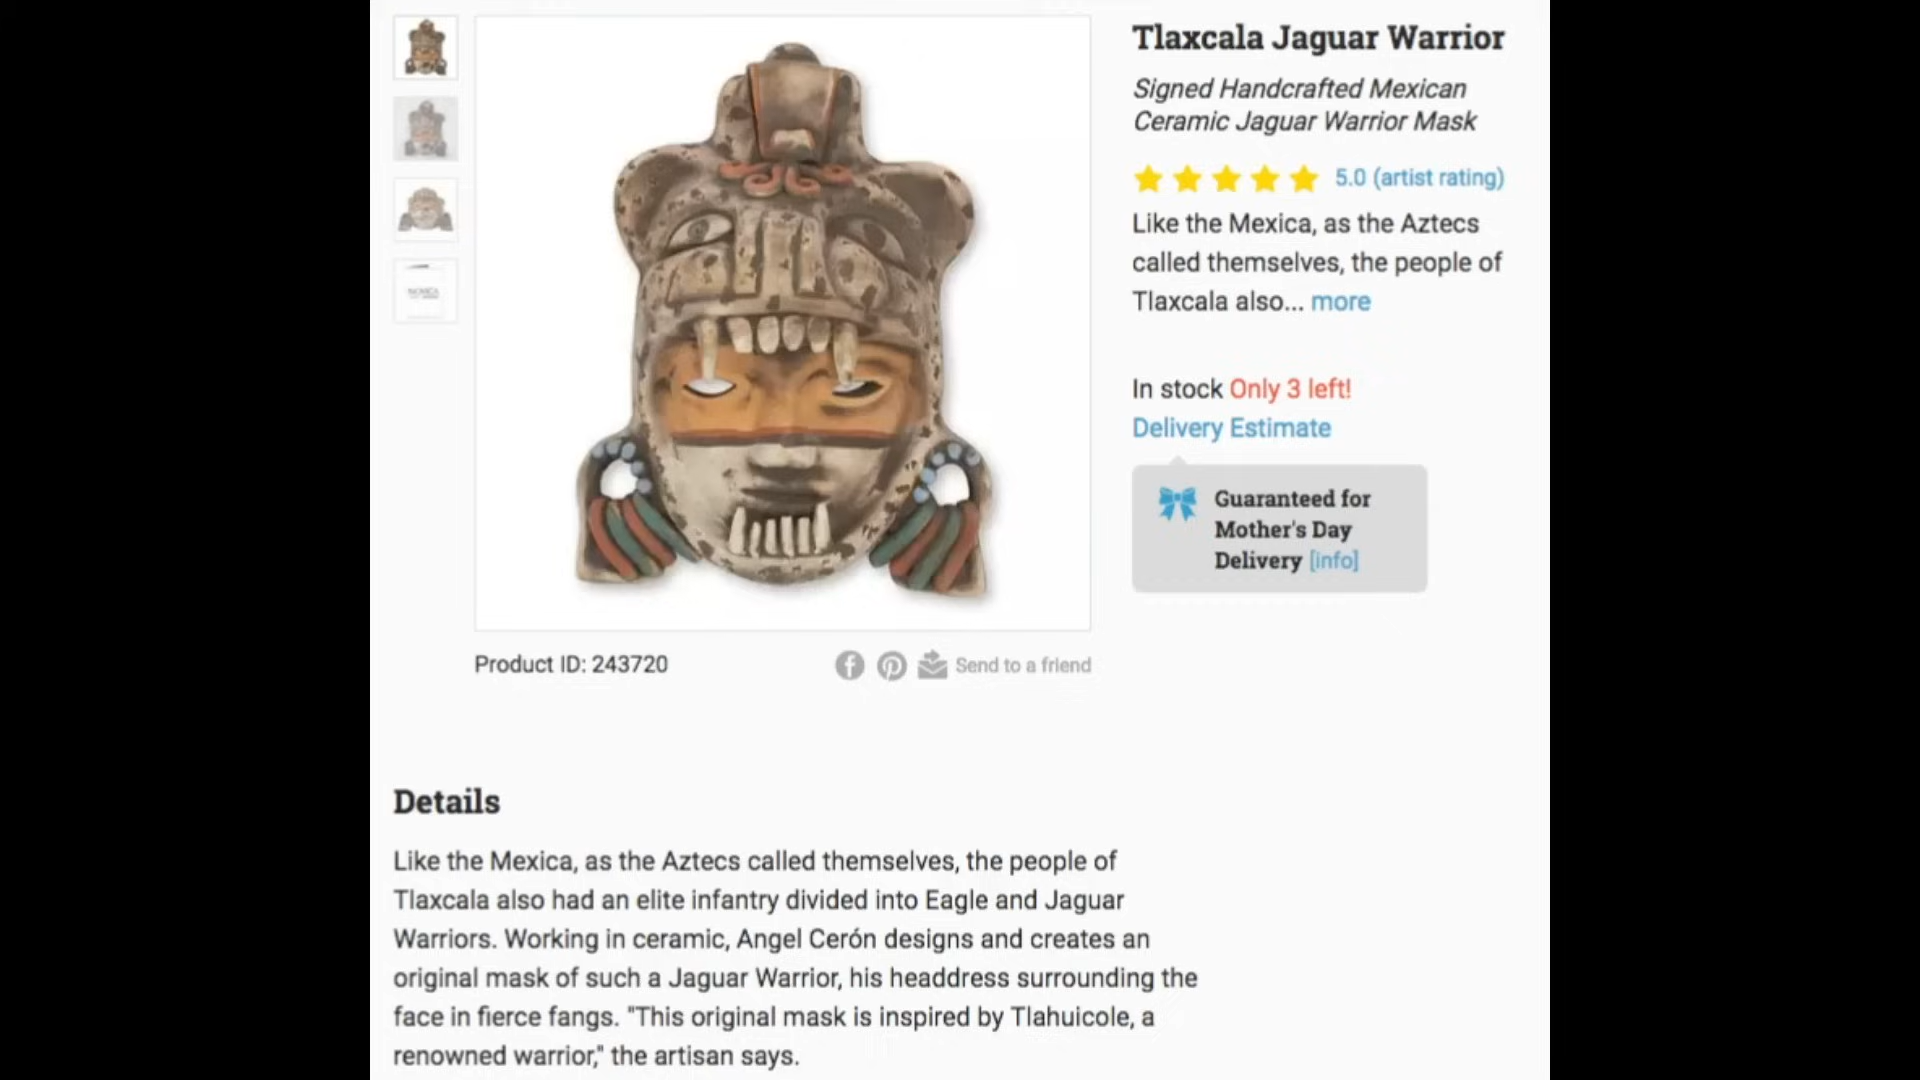 Tlaxcala Jaguar Warrior
Signed Handcrafted Mexican
Ceramic Jaguar Warrior Mask
5.0 (artist rating)
Like the Mexica, as the Aztecs
called themselves, the people of
Tlaxcala also... more
In stock Only 3 left!
Delivery Estimate
Guaranteed for
Mother's Day
Delivery [info]
NOVICA
Product ID: 243720
Send to a friend
Details
Like the Mexica, as the Aztecs called themselves, the people of
Tlaxcala also had an elite infantry divided into Eagle and Jaguar
Warriors. Working in ceramic, Angel Cerón designs and creates an
original mask of such a Jaguar Warrior, his headdress surrounding the
face in fierce fangs. "This original mask is inspired by Tlahuicole, a
renowned warrior," the artisan says.